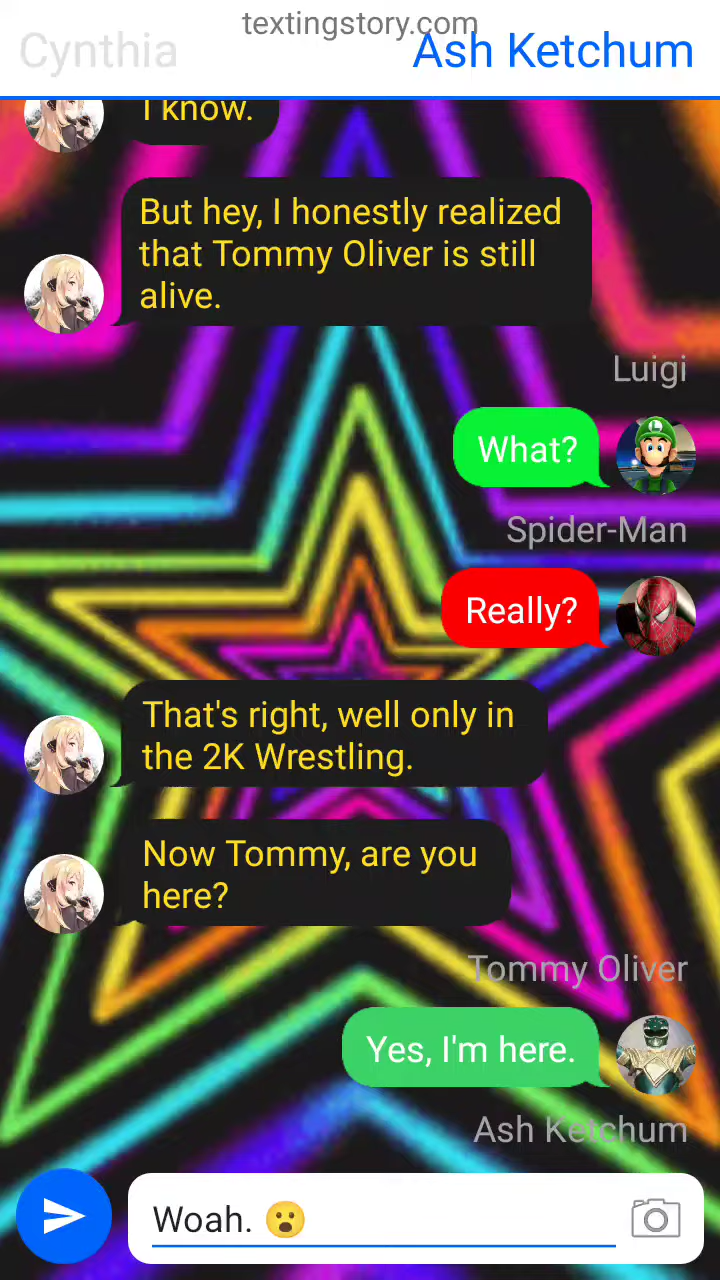 textingstory.com
Cynthia
Ash Ketchum
I know.
But hey, I honestly realized
that Tommy Oliver is still
alive.
Luigi
What?
Spider-Man
Really?
That's right, well only in
the 2K Wrestling.
Now Tommy, are you
here?
Tommy Oliver
Yes, I'm here.
Ash Ketchum
Woah. 😮